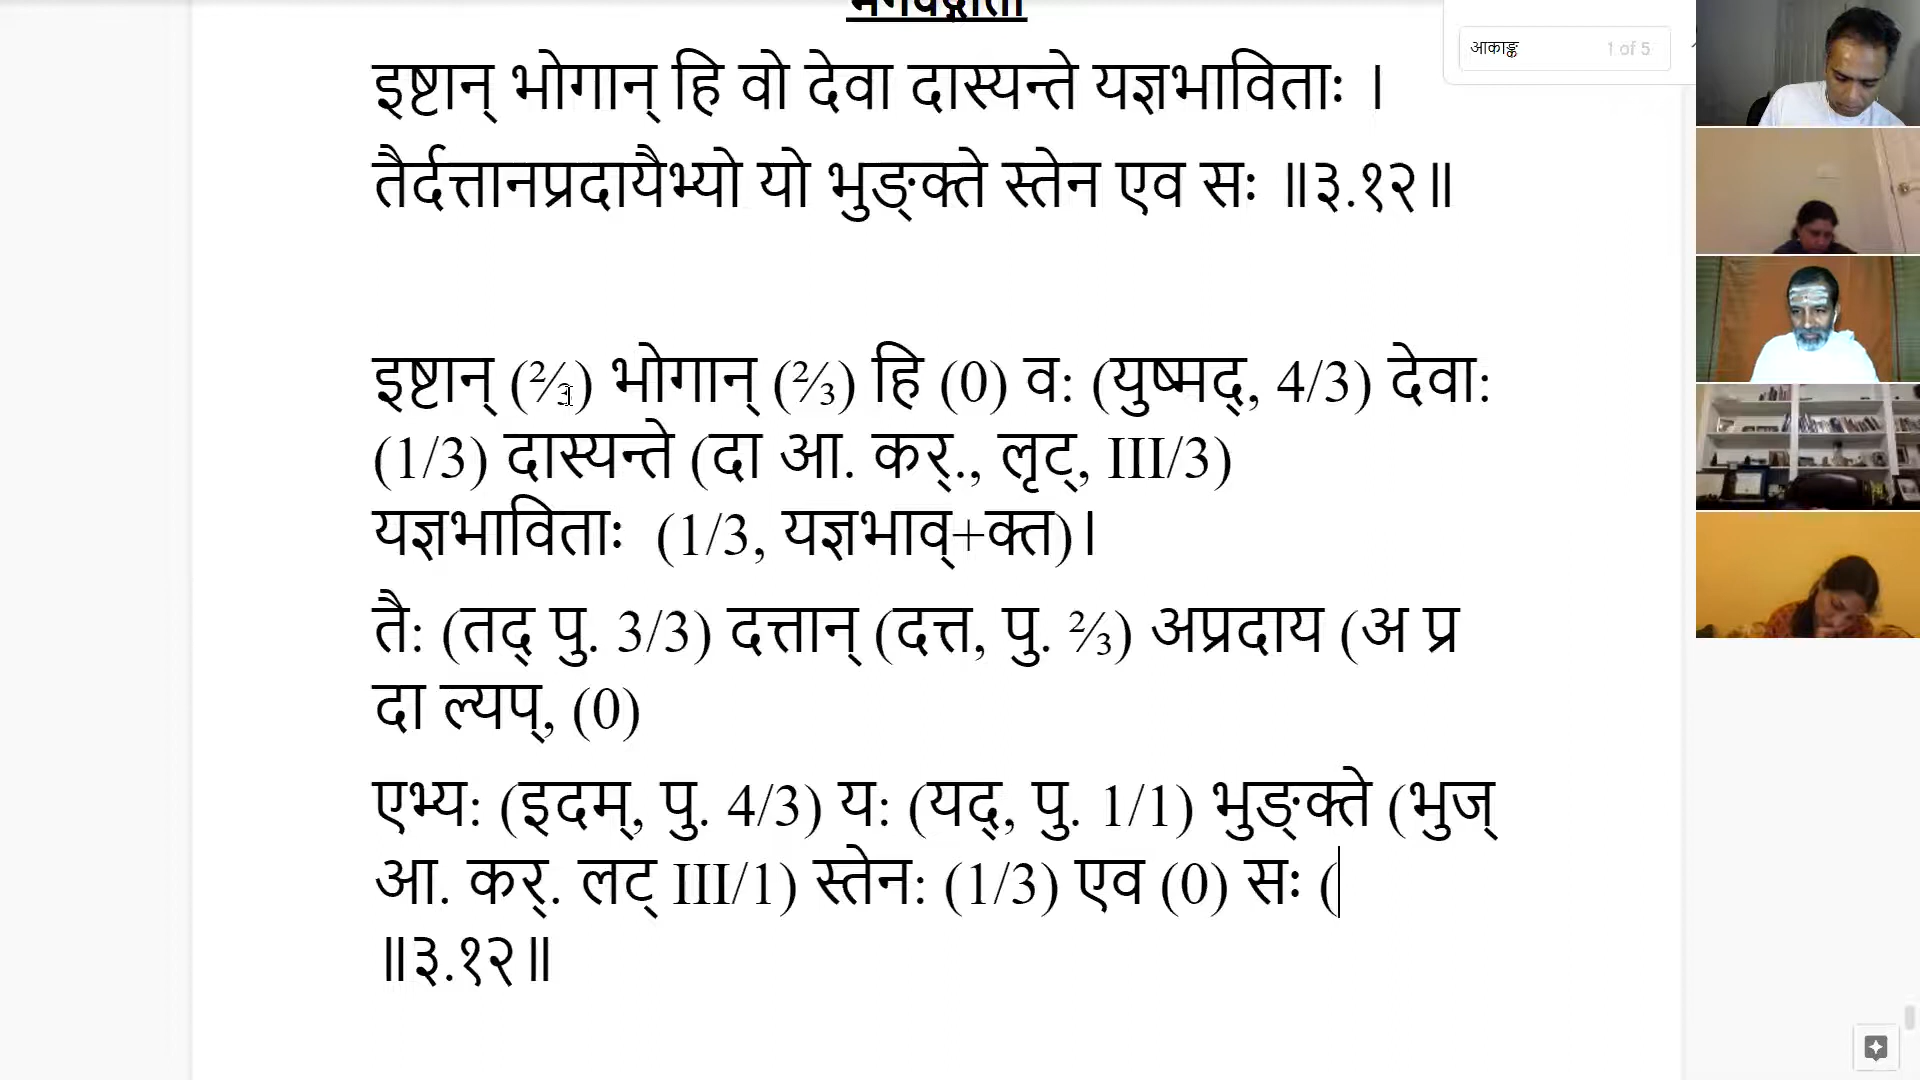 भगवद्गीता
इष्टान् भोगान् हि वो देवा दास्यन्ते यज्ञभाविताः ।
तैर्दत्तानप्रदायैभ्यो यो भुङ्क्ते स्तेन एव सः ॥३.१२॥
इष्टान् (⅔) भोगान् (⅔) हि (0) वः (युष्मद्, 4/3) देवाः
(1/3) दास्यन्ते (दा आ. कर्., लृट्, III/3)
यज्ञभाविताः (1/3, यज्ञभाव्+क्त)।
तैः (तद् पु. 3/3) दत्तान् (दत्त, पु. ⅔) अप्रदाय (अ प्र
दा ल्यप्, (0)
एभ्यः (इदम्, पु. 4/3) यः (यद्, पु. 1/1) भुङ्क्ते (भुज्
आ. कर्. लट् III/1) स्तेनः (1/3) एव (0) सः (
॥३.१२॥
आकाङ्क
1 of 5